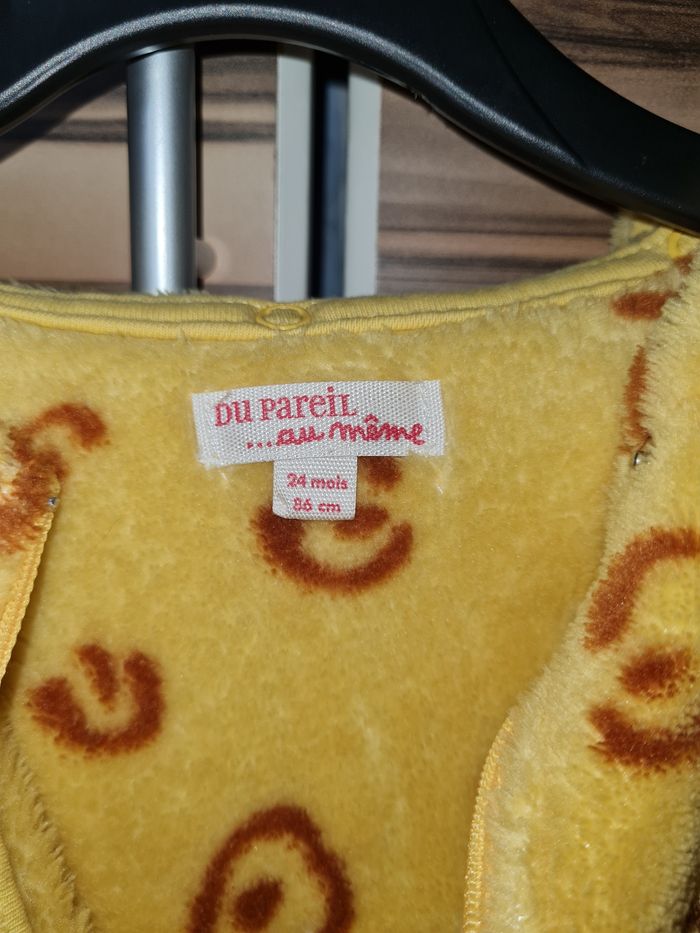 DU PAREIL
...au même
24 mois
86 cm